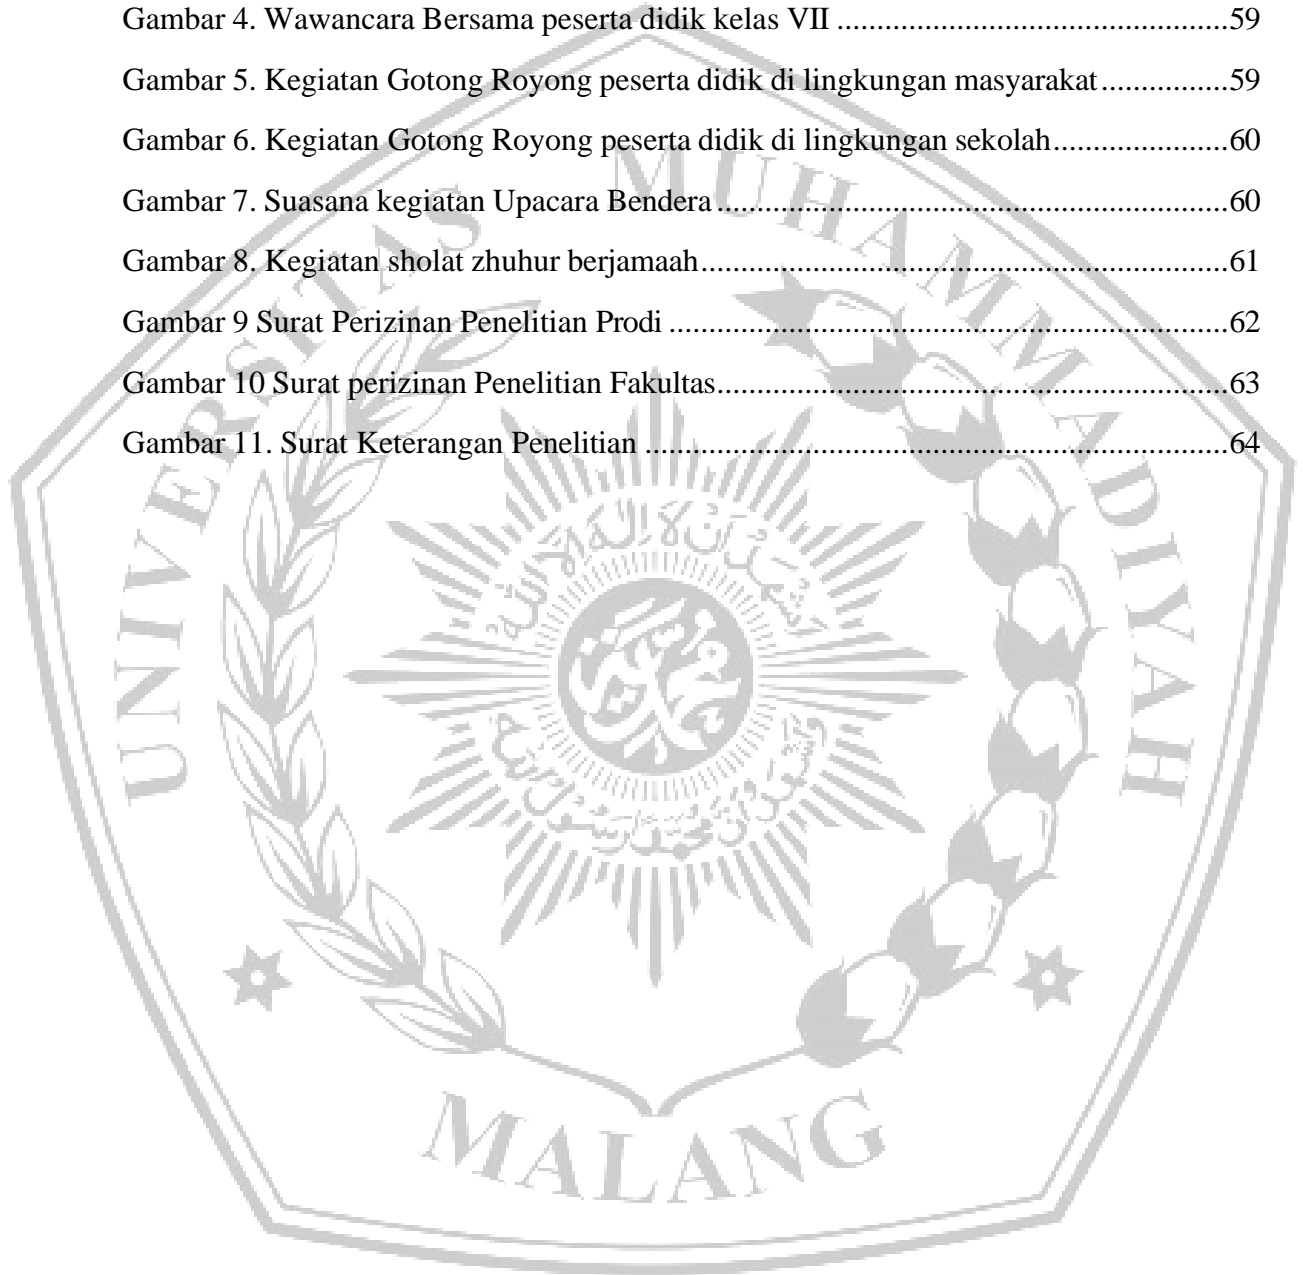 Gambar 4. Wawancara Bersama peserta didik kelas VII ........................................................59
Gambar 5. Kegiatan Gotong Royong peserta didik di lingkungan masyarakat................59
Gambar 6. Kegiatan Gotong Royong peserta didik di lingkungan sekolah......................60
Gambar 7. Suasana kegiatan Upacara Bendera.................................................................60
Gambar 8. Kegiatan sholat zhuhur berjamaah...................................................................61
Gambar 9 Surat Perizinan Penelitian Prodi .......................................................................62
Gambar 10 Surat perizinan Penelitian Fakultas.................................................................63
Gambar 11. Surat Keterangan Penelitian ..........................................................................64
UNIVERSITAS MUHAMMADIYAH
MALANG